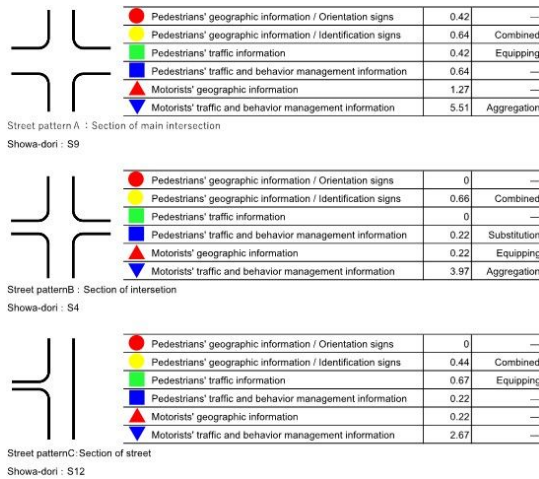 Pedestrians' geographic information / Orientation signs 0.42 —
Pedestrians' geographic information / Identification signs 0.64 Combined
Pedestrians' traffic information 0.42 Equipping
Pedestrians' traffic and behavior management information 0.64 —
Motorists' geographic information 1.27 —
Motorists' traffic and behavior management information 5.51 Aggregation
Street pattern A : Section of main intersection
Showa-dori : S9
Pedestrians' geographic information / Orientation signs 0 —
Pedestrians' geographic information / Identification signs 0.66 Combined
Pedestrians' traffic information 0 —
Pedestrians' traffic and behavior management information 0.22 Substitution
Motorists' geographic information 0.22 Equipping
Motorists' traffic and behavior management information 3.97 Aggregation
Street patternB : Section of intersetion
Showa-dori : S4
Pedestrians' geographic information / Orientation signs 0 —
Pedestrians' geographic information / Identification signs 0.44 Combined
Pedestrians' traffic information 0.67 Equipping
Pedestrians' traffic and behavior management information 0.22 —
Motorists' geographic information 0.22 —
Motorists' traffic and behavior management information 2.67 —
Street patternC: Section of street
Showa-dori : S12